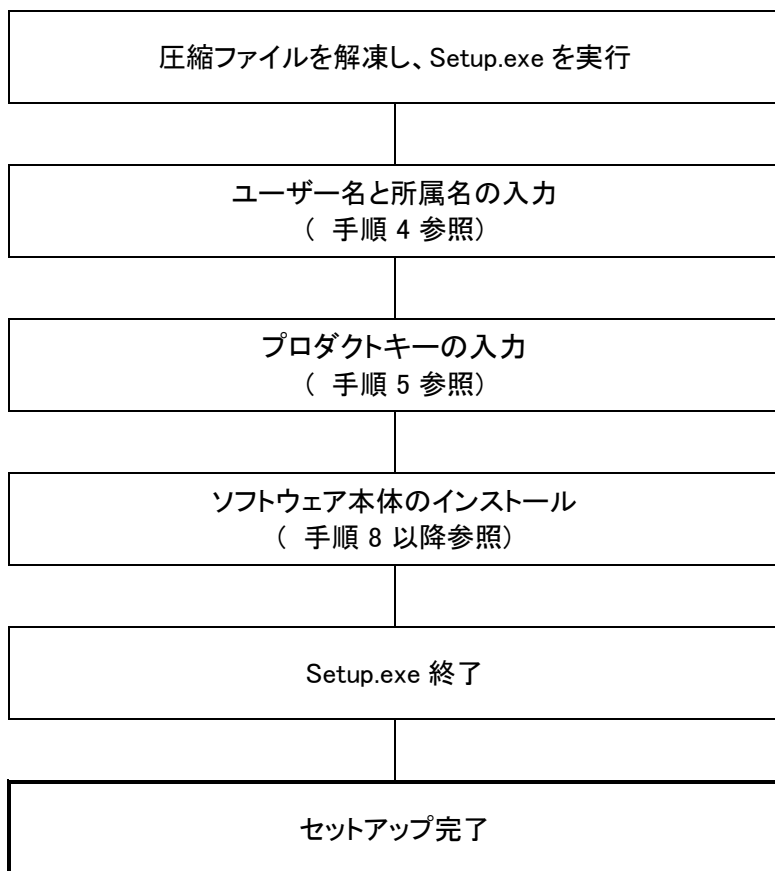 圧縮ファイルを解凍し、Setup.exe を実行
ユーザー名と所属名の入力
（ 手順 4 参照）
プロダクトキーの入力
（ 手順 5 参照）
ソフトウェア本体のインストール
（ 手順 8 以降参照）
Setup.exe 終了
セットアップ完了